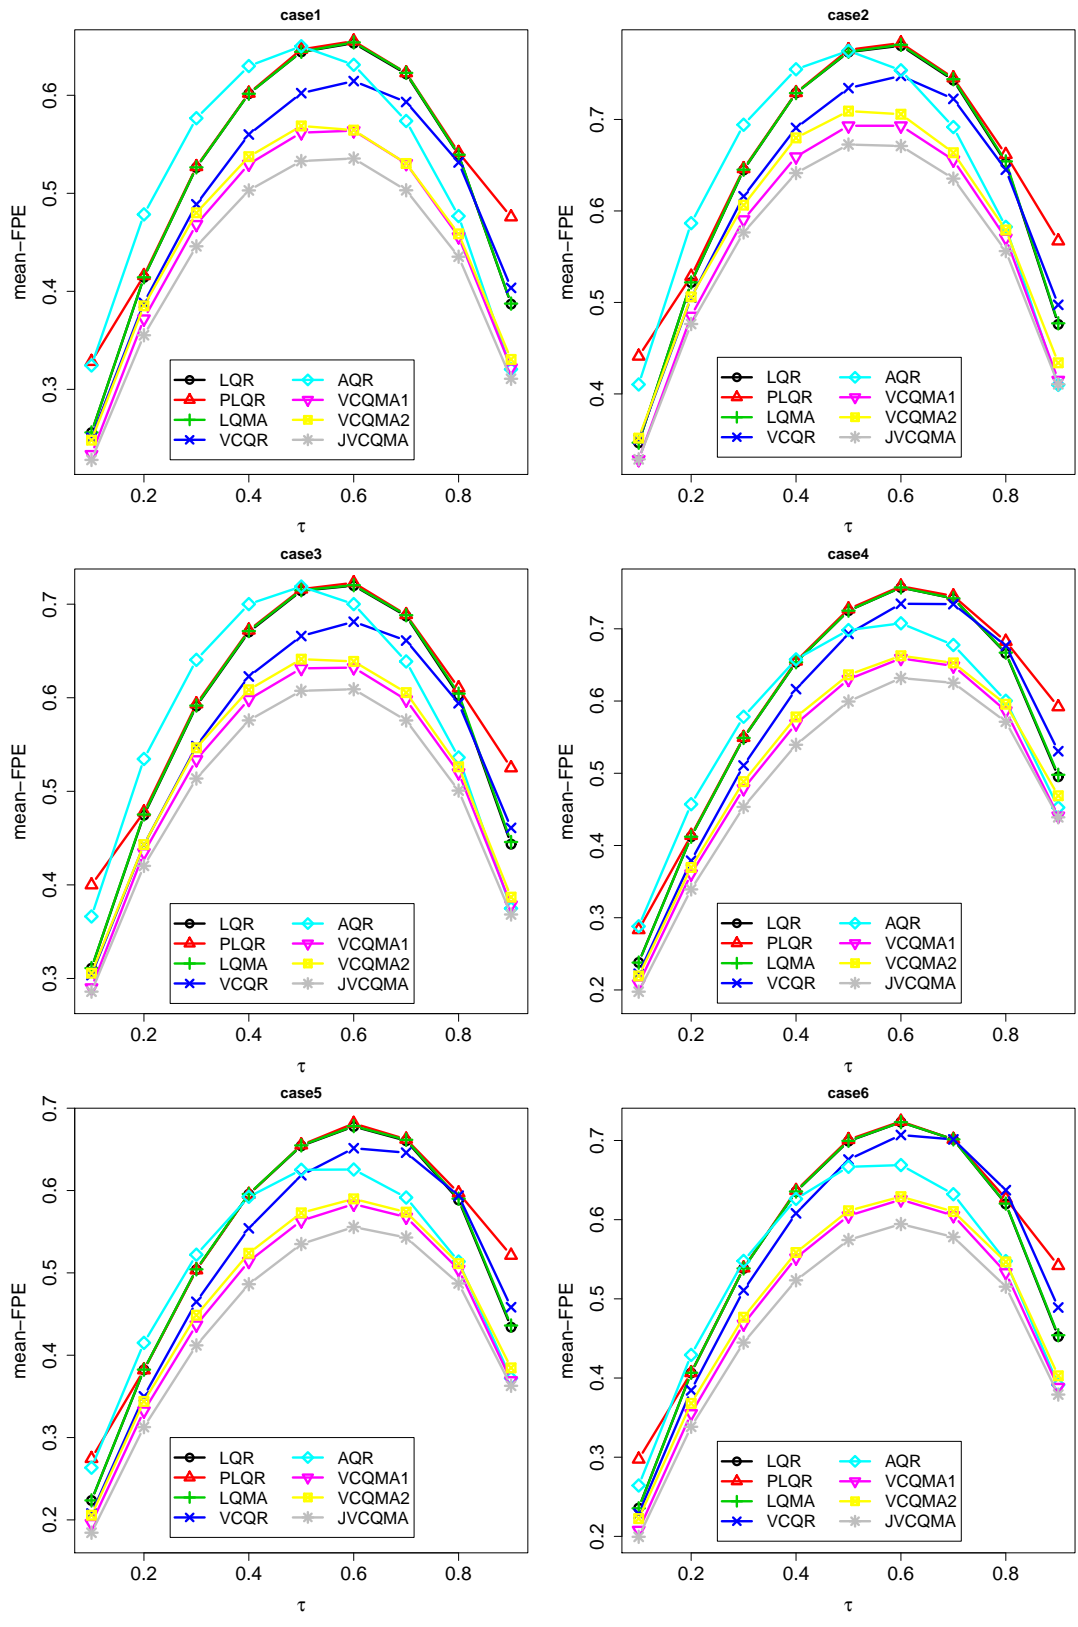 case1
mean−FPE
0.6
0.5
0.4
0.3
LQR AQR
PLQR VCQMA1
LQMA VCQMA2
VCQR JVCQMA
0.2 0.4 0.6 0.8
τ
case2
mean−FPE
0.7
0.6
0.5
0.4
LQR AQR
PLQR VCQMA1
LQMA VCQMA2
VCQR JVCQMA
0.2 0.4 0.6 0.8
τ
case3
mean−FPE
0.7
0.6
0.5
0.4
0.3
LQR AQR
PLQR VCQMA1
LQMA VCQMA2
VCQR JVCQMA
0.2 0.4 0.6 0.8
τ
case4
mean−FPE
0.7
0.6
0.5
0.4
0.3
0.2
LQR AQR
PLQR VCQMA1
LQMA VCQMA2
VCQR JVCQMA
0.2 0.4 0.6 0.8
τ
case5
mean−FPE
0.7
0.6
0.5
0.4
0.3
0.2
LQR AQR
PLQR VCQMA1
LQMA VCQMA2
VCQR JVCQMA
0.2 0.4 0.6 0.8
τ
case6
mean−FPE
0.7
0.6
0.5
0.4
0.3
0.2
LQR AQR
PLQR VCQMA1
LQMA VCQMA2
VCQR JVCQMA
0.2 0.4 0.6 0.8
τ